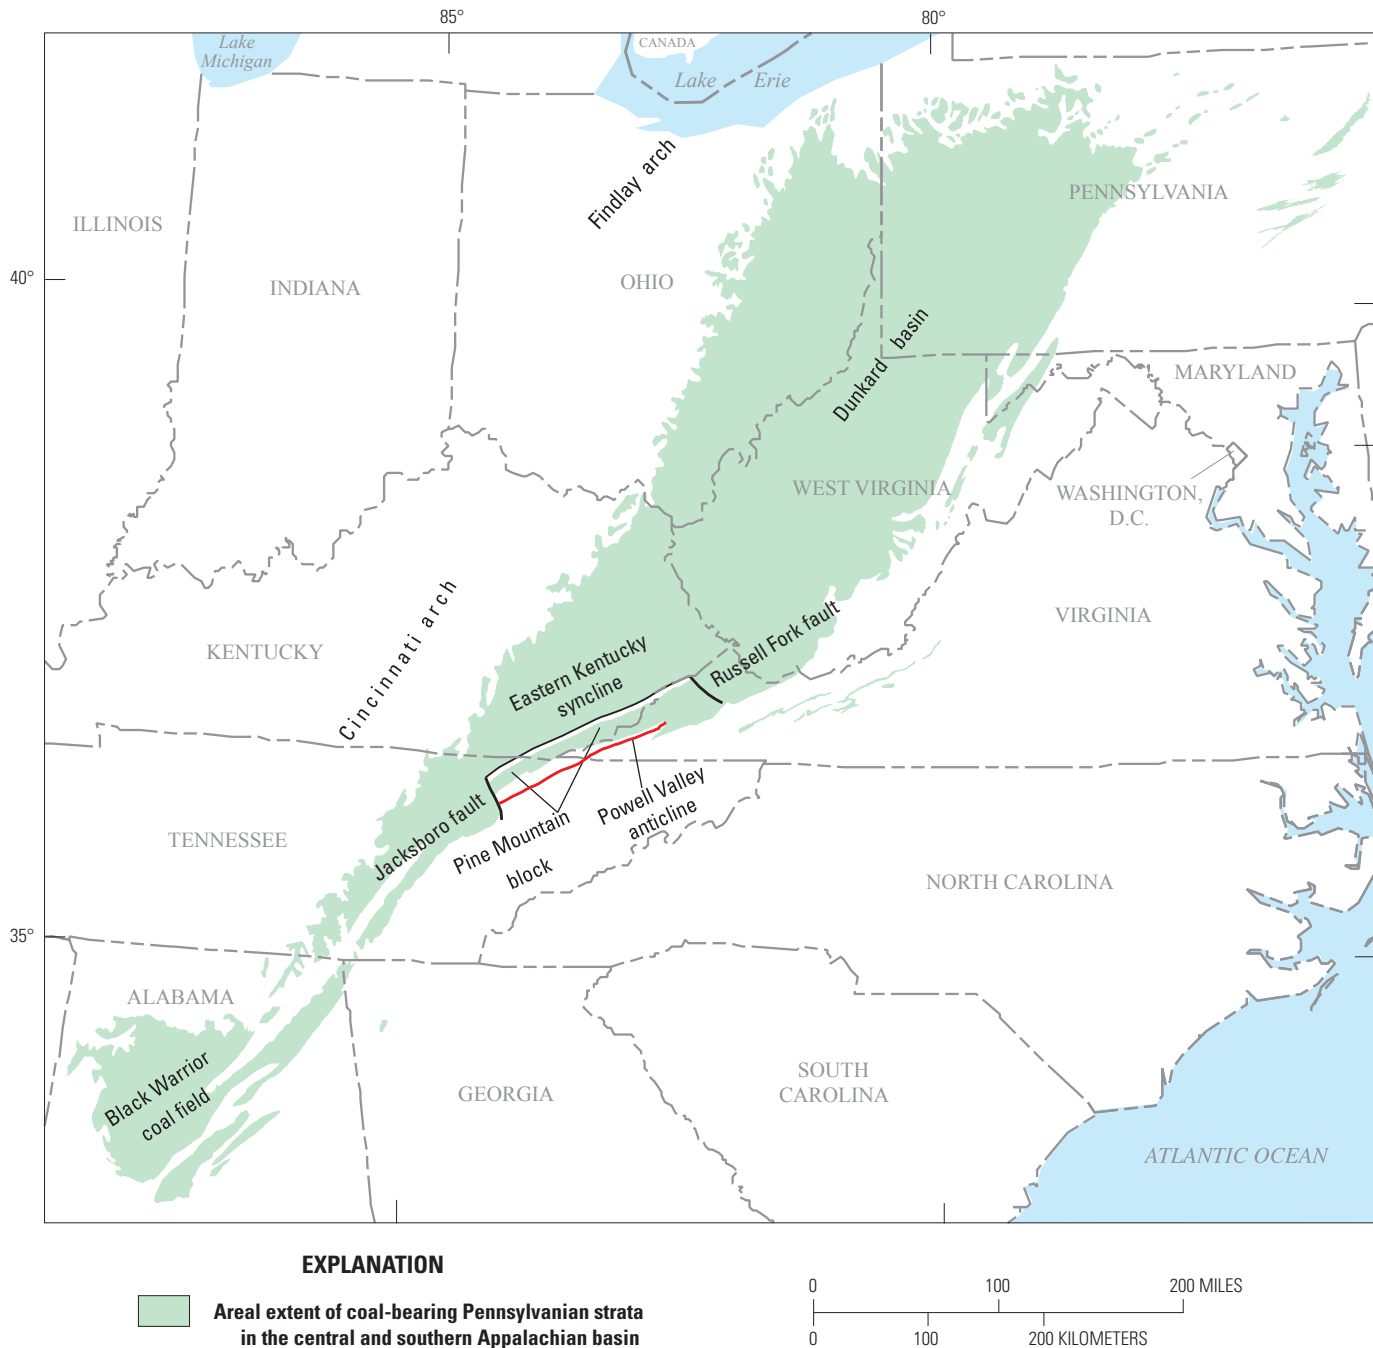 85°
80°
Lake
Michigan
CANADA
Lake Erie
Findlay arch
PENNSYLVANIA
ILLINOIS
40°
OHIO
INDIANA
Dunkard basin
MARYLAND
WEST VIRGINIA
WASHINGTON,
D.C.
Cincinnati arch
VIRGINIA
KENTUCKY
Eastern Kentucky
syncline
Russell Fork fault
Jacksboro fault
Pine Mountain
block
Powell Valley
anticline
TENNESSEE
NORTH CAROLINA
35°
ALABAMA
Black Warrior
coal field
GEORGIA
SOUTH
CAROLINA
ATLANTIC OCEAN
EXPLANATION
Areal extent of coal-bearing Pennsylvanian strata
in the central and southern Appalachian basin
0 100 200 MILES
0 100 200 KILOMETERS